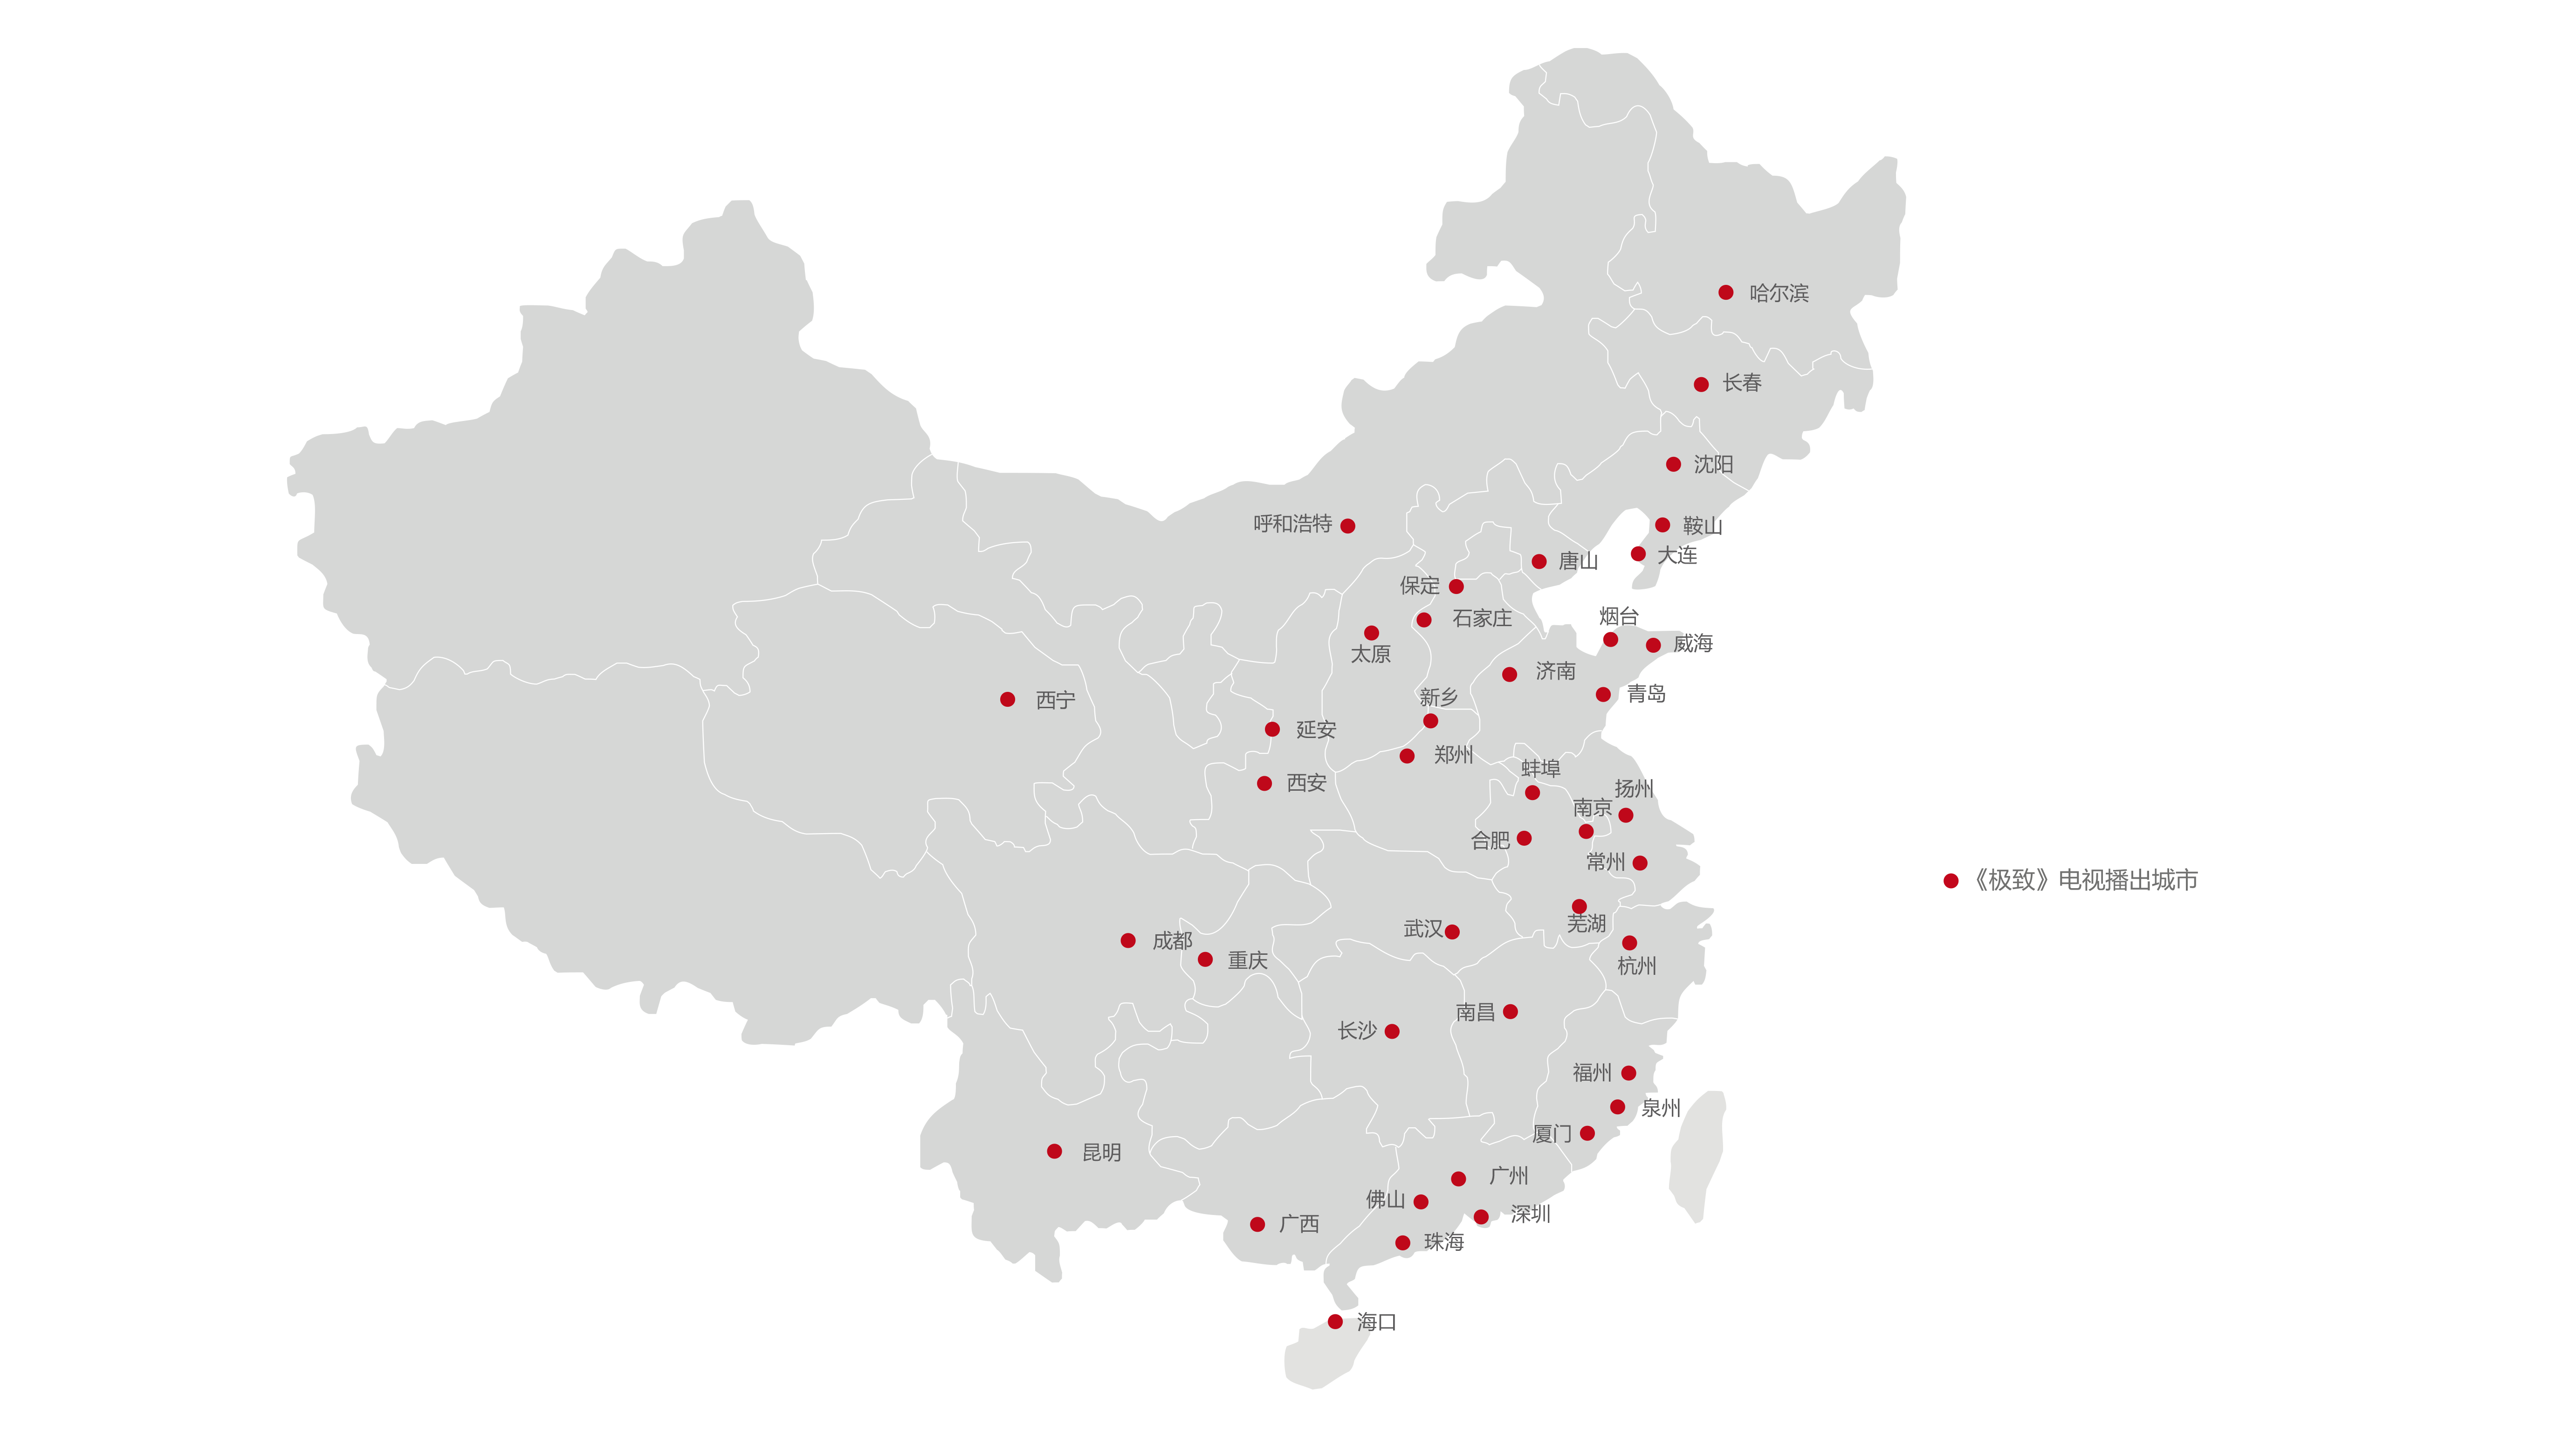 哈尔滨
长春
沈阳
呼和浩特
鞍山
大连
唐山
保定
烟台
石家庄
威海
太原
济南
青岛
新乡
西宁
延安
郑州
蚌埠
西安
扬州
南京
合肥
常州
《极致》电视播出城市
芜湖
武汉
成都
重庆
杭州
南昌
长沙
福州
泉州
厦门
昆明
广州
佛山
深圳
广西
珠海
海口